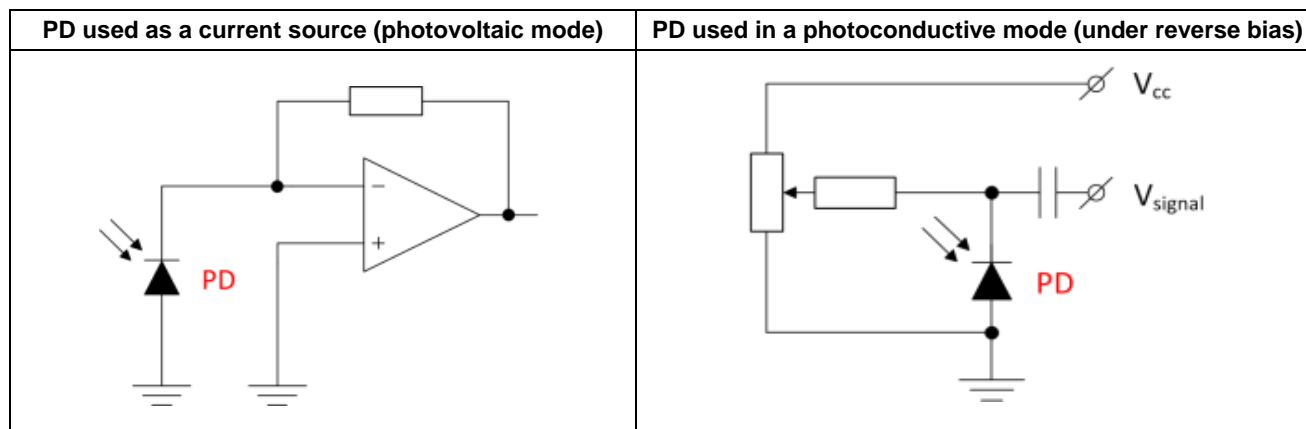 PD used as a current source (photovoltaic mode)
PD used in a photoconductive mode (under reverse bias)
−
+
PD
Vcc
Vsignal
PD